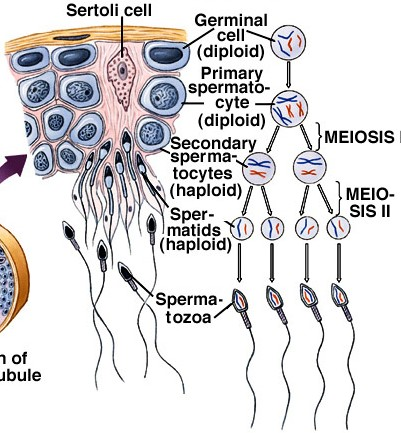 Sertoli cell
Germinal
cell
(diploid)
Primary
spermato-
cyte
(diploid)
MEIOSIS I
Secondary
sperma-
tocytes
(haploid)
MEIO-
SIS II
Sper-
matids
(haploid)
Sperma-
tozoa
n of
ubule